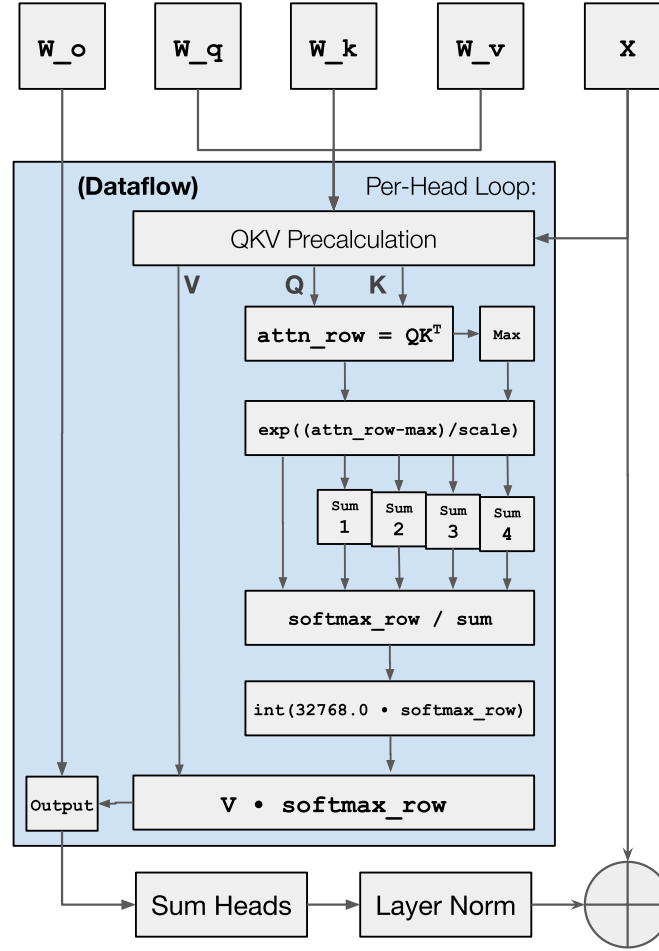 W_o
W_q
W_k
W_v
X
(Dataflow)
Per-Head Loop:
QKV Precalculation
V
Q
K
attn_row = QKᵀ
Max
exp((attn_row-max)/scale)
Sum
1
Sum
2
Sum
3
Sum
4
softmax_row / sum
int(32768.0 • softmax_row)
Output
V • softmax_row
Sum Heads
Layer Norm